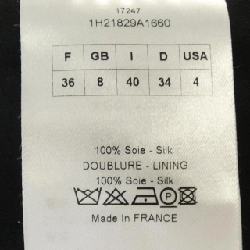 17247
1H21829A1660
F GB I D USA
36 8 40 34 4
100% Soie - Silk
DOUBLURE - LINING
100% Soie - Silk
Made In FRANCE